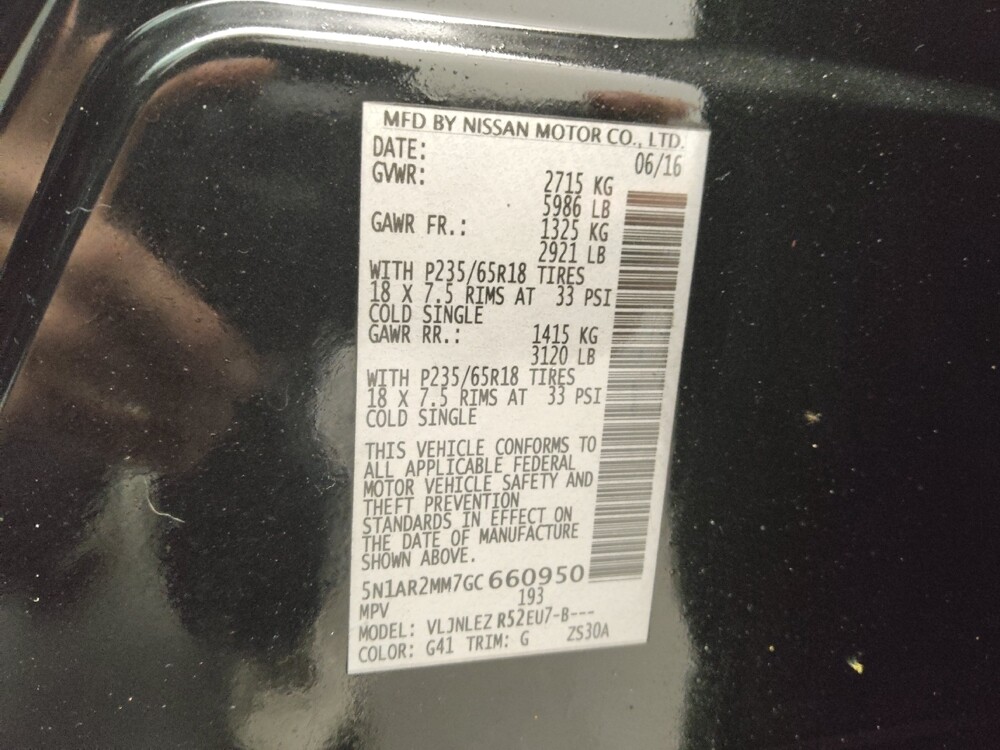 MFD BY NISSAN MOTOR CO., LTD.
DATE: 06/16
GVWR: 2715 KG
5986 LB
GAWR FR.: 1325 KG
2921 LB
WITH P235/65R18 TIRES
18 X 7.5 RIMS AT 33 PSI
COLD SINGLE
GAWR RR.: 1415 KG
3120 LB
WITH P235/65R18 TIRES
18 X 7.5 RIMS AT 33 PSI
COLD SINGLE
THIS VEHICLE CONFORMS TO
ALL APPLICABLE FEDERAL
MOTOR VEHICLE SAFETY AND
THEFT PREVENTION
STANDARDS IN EFFECT ON
THE DATE OF MANUFACTURE
SHOWN ABOVE.
5N1AR2MM7GC660950
MPV 193
MODEL: VLJNLEZ R52EU7-B---
COLOR: G41 TRIM: G ZS30A